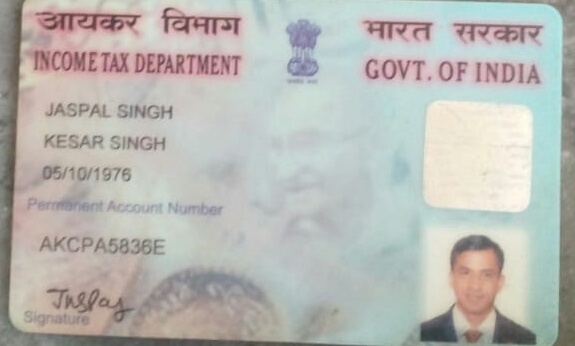 आयकर विभाग
INCOME TAX DEPARTMENT
भारत सरकार
GOVT. OF INDIA
JASPAL SINGH
KESAR SINGH
05/10/1976
Permanent Account Number
AKCPA5836E
Signature